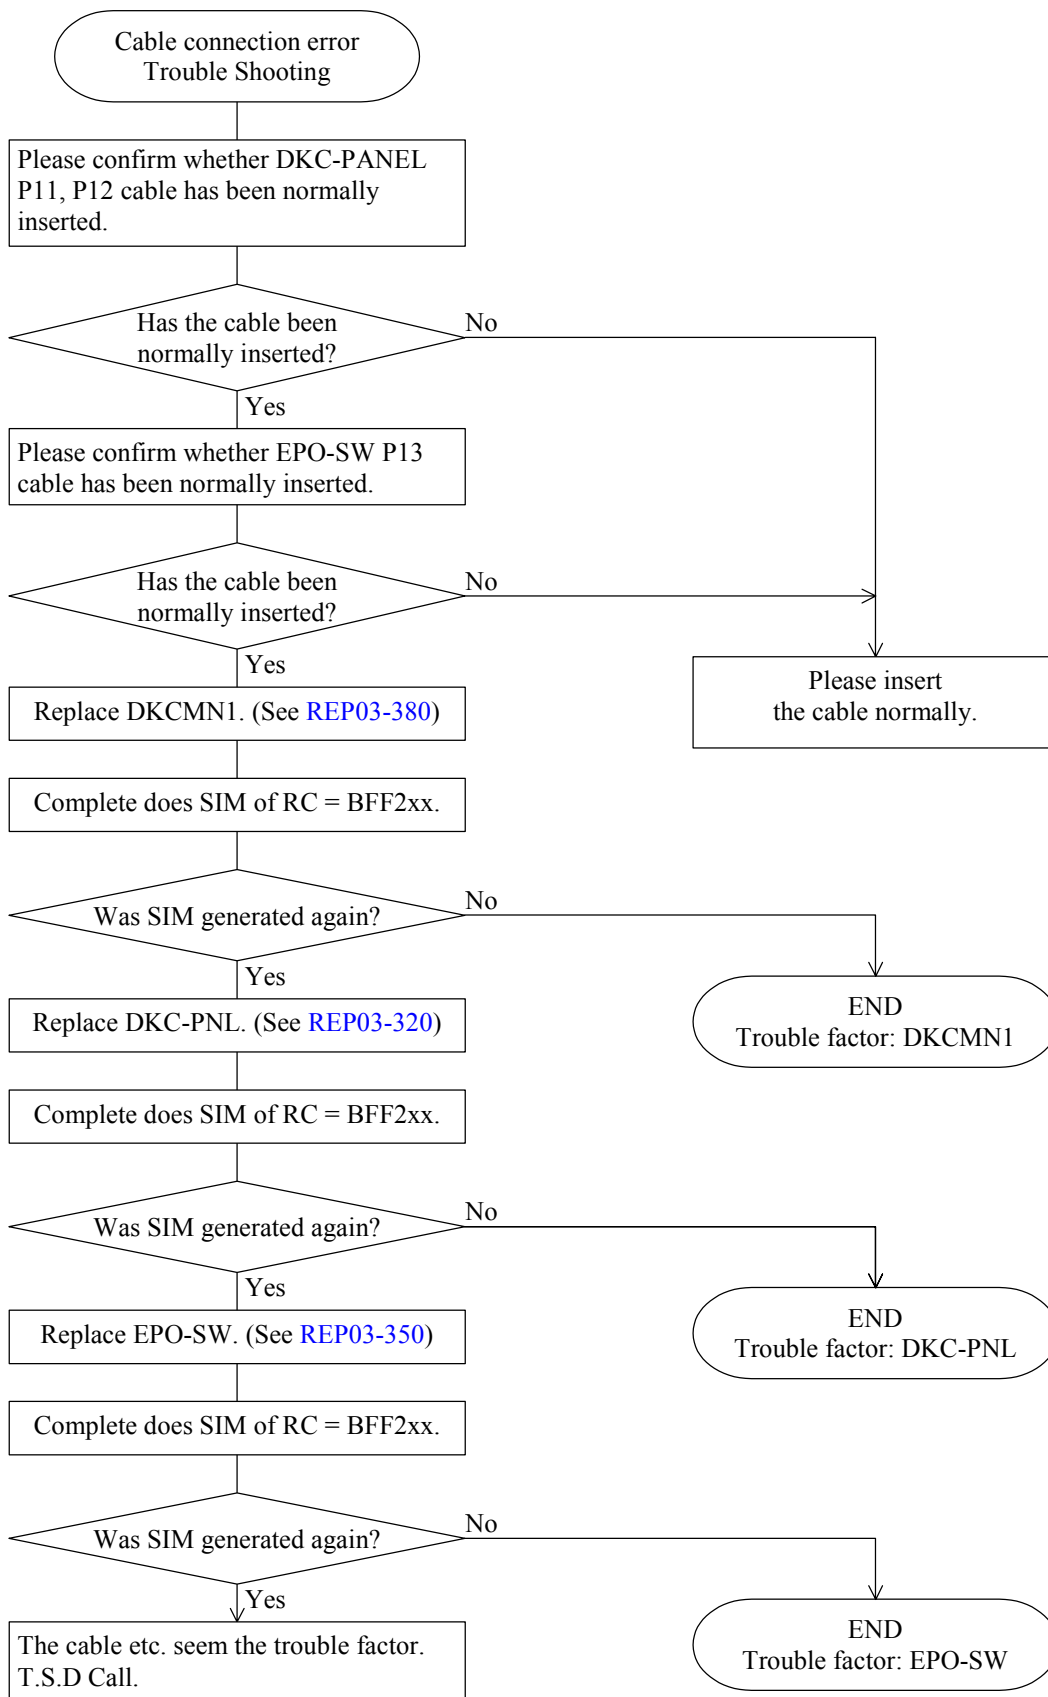 Cable connection error
Trouble Shooting
Please confirm whether DKC-PANEL
P11, P12 cable has been normally
inserted.
Has the cable been
normally inserted?
No
Yes
Please confirm whether EPO-SW P13
cable has been normally inserted.
Has the cable been
normally inserted?
No
Yes
Please insert
the cable normally.
Replace DKCMN1. (See REP03-380)
Complete does SIM of RC = BFF2xx.
Was SIM generated again?
No
Yes
END
Trouble factor: DKCMN1
Replace DKC-PNL. (See REP03-320)
Complete does SIM of RC = BFF2xx.
Was SIM generated again?
No
Yes
END
Trouble factor: DKC-PNL
Replace EPO-SW. (See REP03-350)
Complete does SIM of RC = BFF2xx.
Was SIM generated again?
No
Yes
END
Trouble factor: EPO-SW
The cable etc. seem the trouble factor.
T.S.D Call.